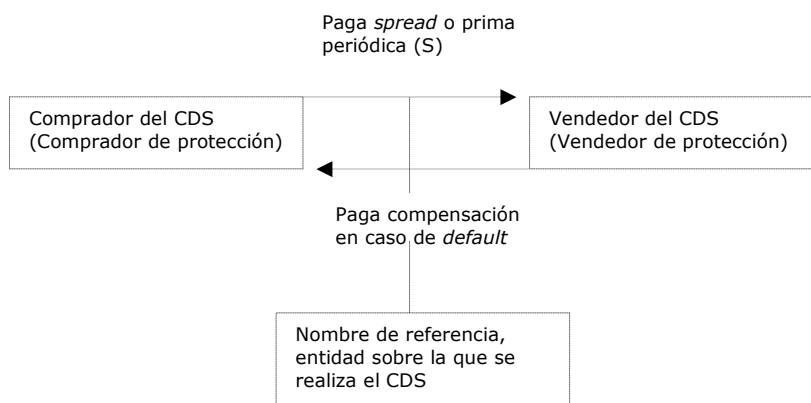 Paga spread o prima
periódica (S)
Comprador del CDS
(Comprador de protección)
Vendedor del CDS
(Vendedor de protección)
Paga compensación
en caso de default
Nombre de referencia,
entidad sobre la que se
realiza el CDS